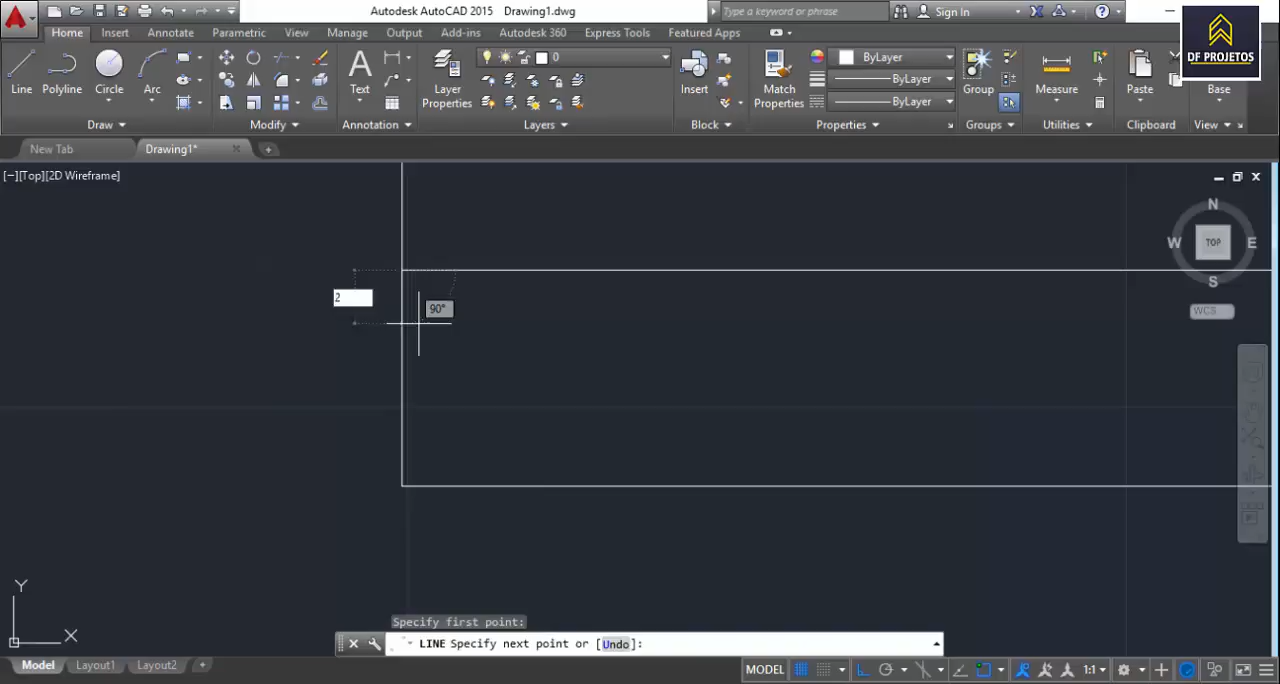 Autodesk AutoCAD 2015 Drawing1.dwg
Type a keyword or phrase
Sign In
DF PROJETOS
Home Insert Annotate Parametric View Manage Output Add-ins Autodesk 360 Express Tools Featured Apps
0
ByLayer
ByLayer
ByLayer
Line Polyline Circle Arc Text Layer Properties Insert Match Properties Group Measure Paste Base
Draw Modify Annotation Layers Block Properties Groups Utilities Clipboard View
New Tab Drawing1*
[−][Top][2D Wireframe]
N
W TOP E
S
WCS
2
90°
Y
X
Specify first point:
LINE Specify next point or [Undo]:
Model Layout1 Layout2
MODEL 1:1